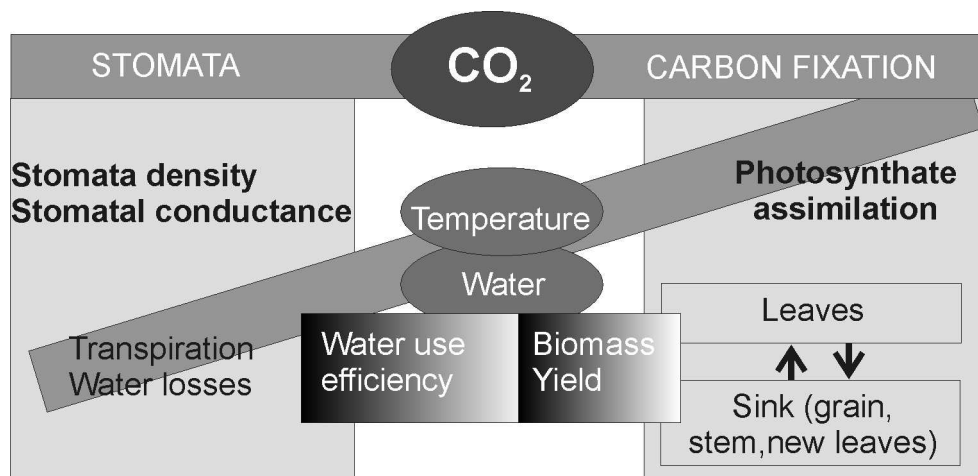 STOMATA
CO₂
CARBON FIXATION
Stomata density
Stomatal conductance
Photosynthate
assimilation
Temperature
Water
Transpiration
Water losses
Water use
efficiency
Biomass
Yield
Leaves
Sink (grain,
stem,new leaves)